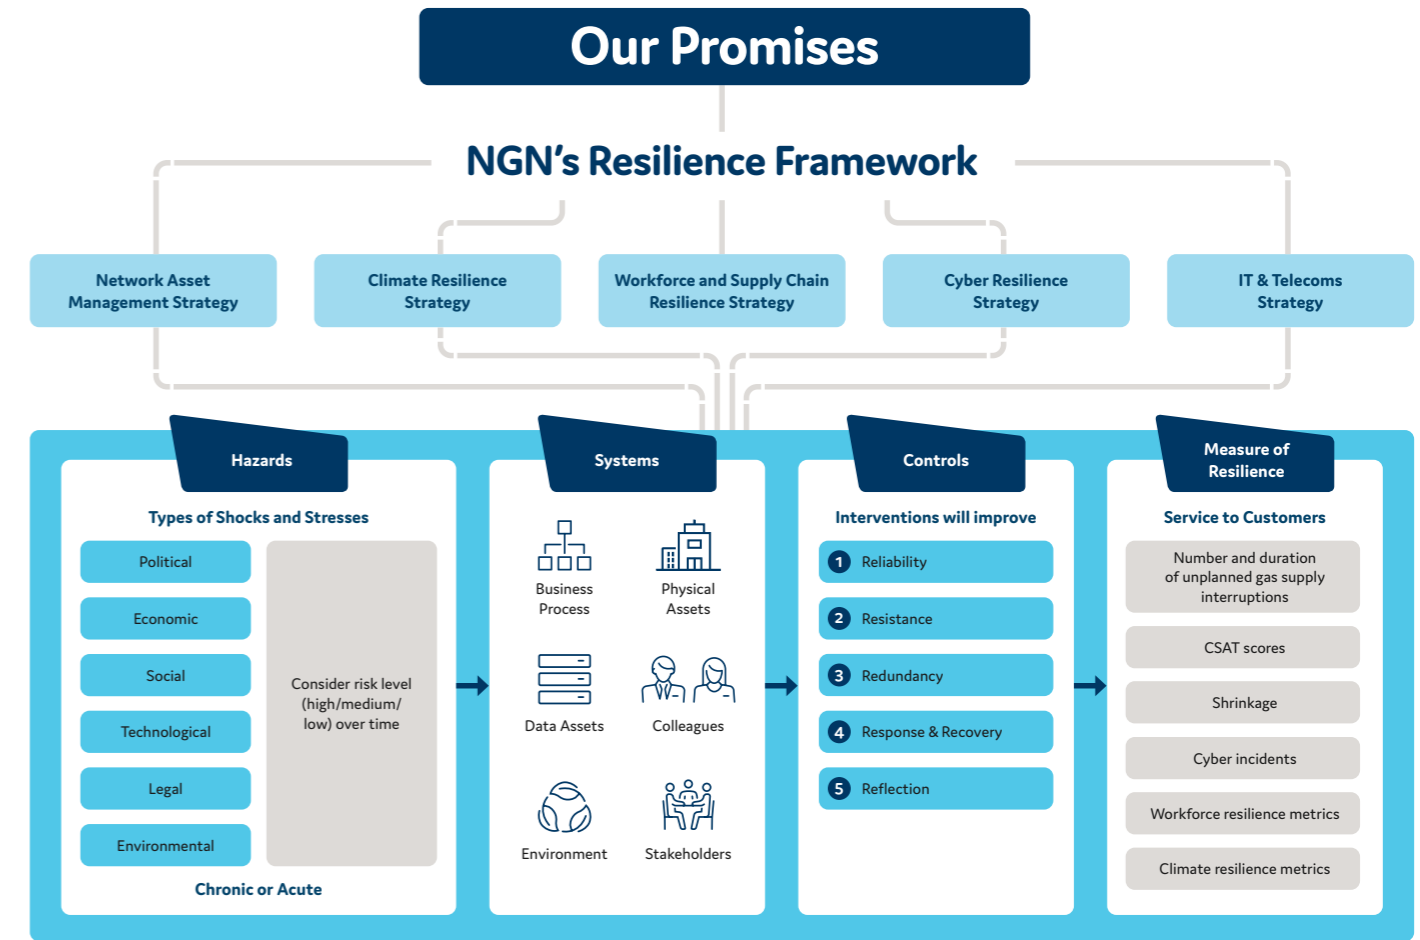 Our Promises
NGN's Resilience Framework
Network Asset
Management Strategy
Climate Resilience
Strategy
Workforce and Supply Chain
Resilience Strategy
Cyber Resilience
Strategy
IT & Telecoms
Strategy
Hazards
Types of Shocks and Stresses
Political
Economic
Social
Technological
Legal
Environmental
Consider risk level
(high/medium/
low) over time
Chronic or Acute
Systems
Business
Process
Physical
Assets
Data Assets
Colleagues
Environment
Stakeholders
Controls
Interventions will improve
1 Reliability
2 Resistance
3 Redundancy
4 Response & Recovery
5 Reflection
Measure of
Resilience
Service to Customers
Number and duration
of unplanned gas supply
interruptions
CSAT scores
Shrinkage
Cyber incidents
Workforce resilience metrics
Climate resilience metrics